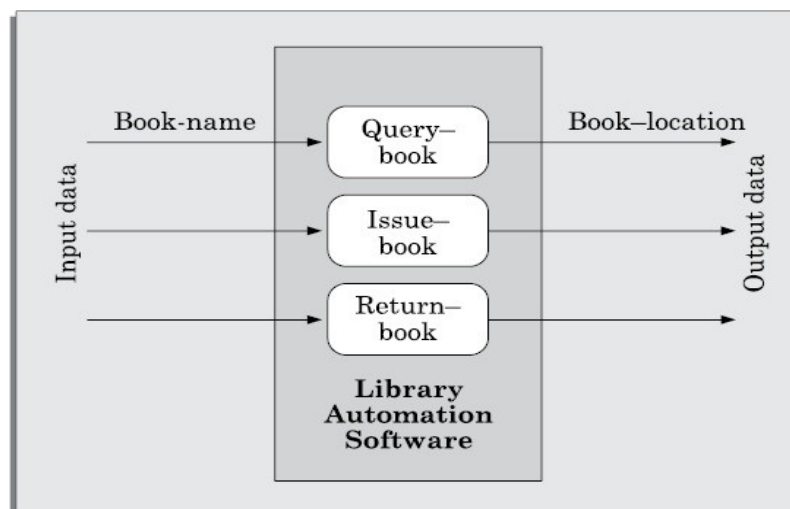 Book-name
Query–
book
Book–location
Input data
Issue–
book
Output data
Return–
book
Library
Automation
Software